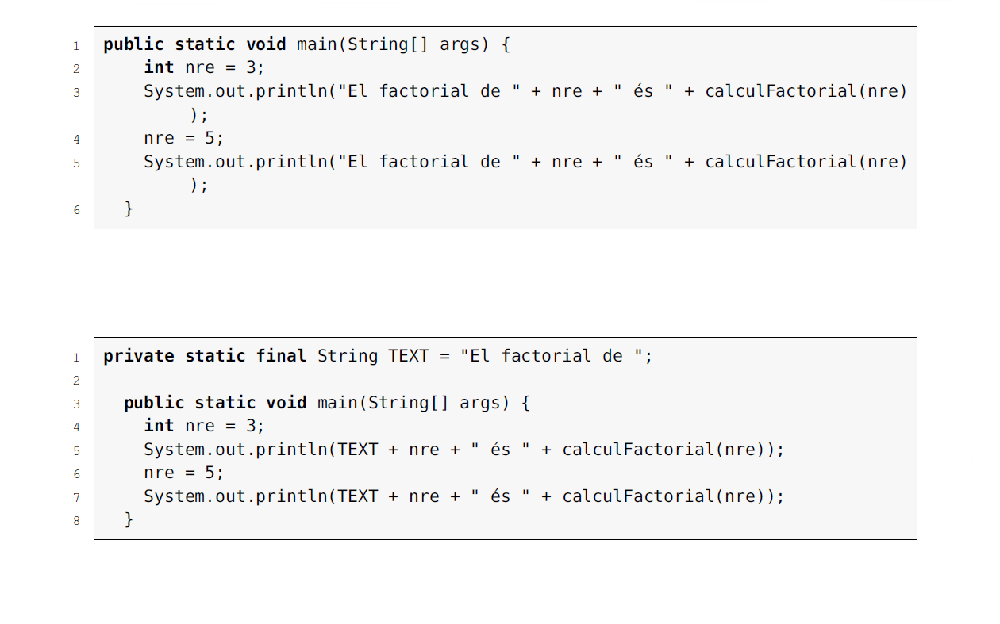 1 public static void main(String[] args) {
2 int nre = 3;
3 System.out.println("El factorial de " + nre + " és " + calculFactorial(nre)
);
4 nre = 5;
5 System.out.println("El factorial de " + nre + " és " + calculFactorial(nre)
);
6 }
1 private static final String TEXT = "El factorial de ";
2
3 public static void main(String[] args) {
4 int nre = 3;
5 System.out.println(TEXT + nre + " és " + calculFactorial(nre));
6 nre = 5;
7 System.out.println(TEXT + nre + " és " + calculFactorial(nre));
8 }